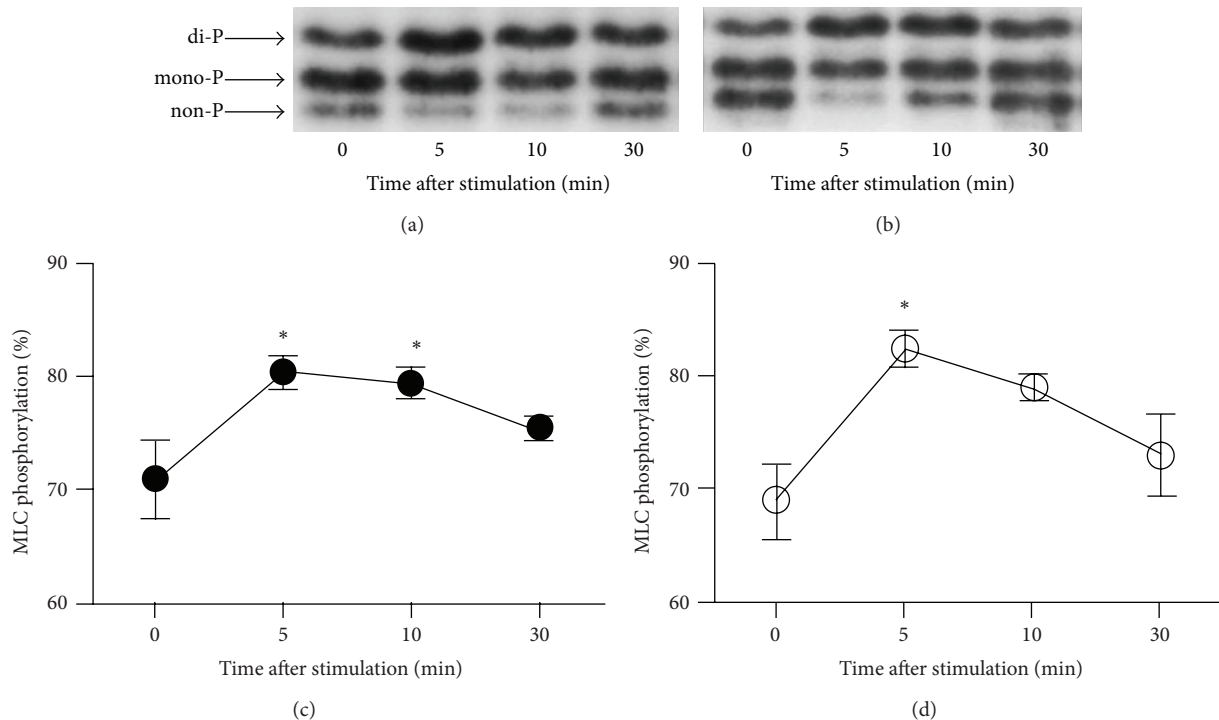 di-P
mono-P
non-P
0 5 10 30
Time after stimulation (min)
(a)
0 5 10 30
Time after stimulation (min)
(b)
MLC phosphorylation (%)
90
80
70
60
* *
0 5 10 30
Time after stimulation (min)
(c)
MLC phosphorylation (%)
90
80
70
60
*
0 5 10 30
Time after stimulation (min)
(d)